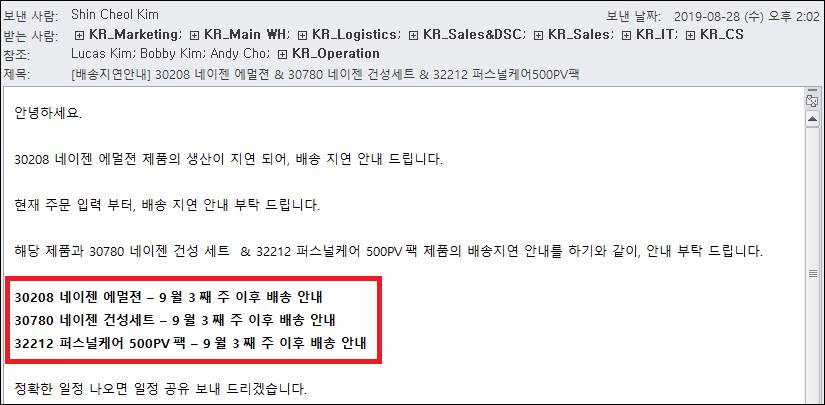 보낸 사람: Shin Cheol Kim 보낸 날짜: 2019-08-28 (수) 오후 2:02
받는 사람: KR_Marketing; KR_Main WH; KR_Logistics; KR_Sales&DSC; KR_Sales; KR_IT; KR_CS
참조: Lucas Kim; Bobby Kim; Andy Cho; KR_Operation
제목: [배송지연안내] 30208 네이젠 에멀젼 & 30780 네이젠 건성세트 & 32212 퍼스널케어500PV팩
안녕하세요.
30208 네이젠 에멀젼 제품의 생산이 지연 되어, 배송 지연 안내 드립니다.
현재 주문 입력 부터, 배송 지연 안내 부탁 드립니다.
해당 제품과 30780 네이젠 건성 세트 & 32212 퍼스널케어 500PV 팩 제품의 배송지연 안내를 하기와 같이, 안내 부탁 드립니다.
30208 네이젠 에멀젼 – 9 월 3 째 주 이후 배송 안내
30780 네이젠 건성세트 – 9 월 3 째 주 이후 배송 안내
32212 퍼스널케어 500PV 팩 – 9 월 3 째 주 이후 배송 안내
정확한 일정 나오면 일정 공유 보내 드리겠습니다.